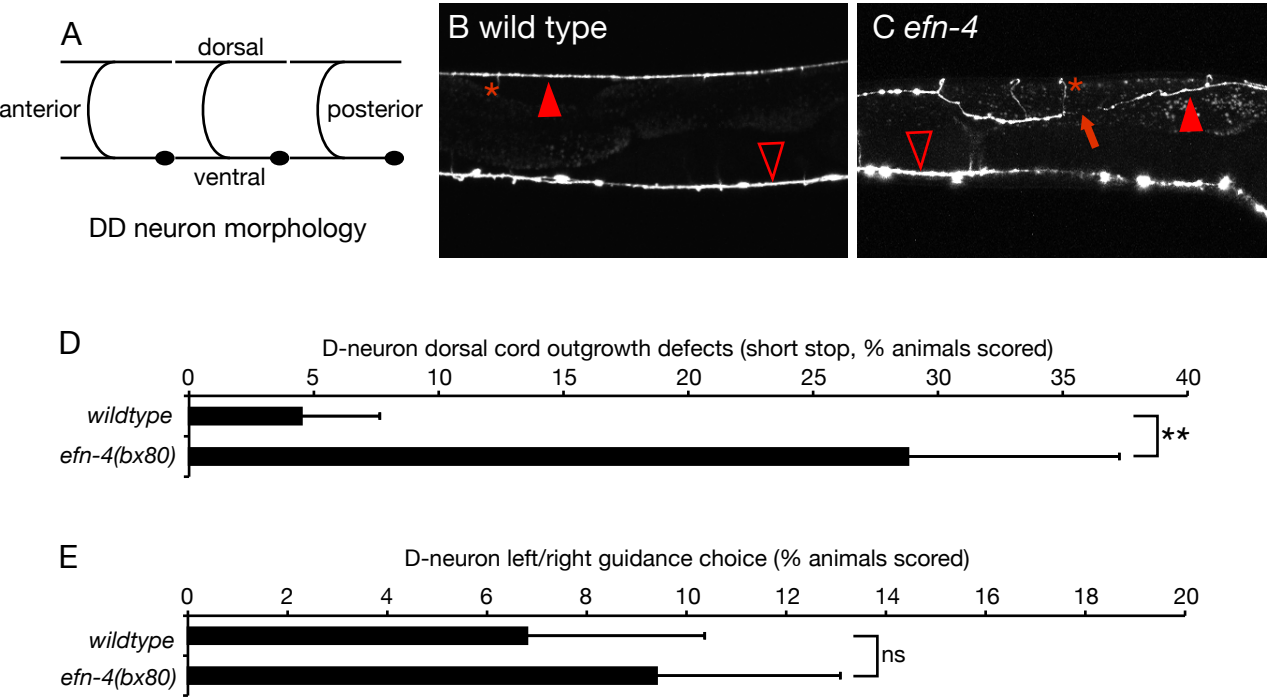 A
dorsal
anterior
posterior
ventral
DD neuron morphology
B wild type
*
C efn-4
*
D
D-neuron dorsal cord outgrowth defects (short stop, % animals scored)
0 5 10 15 20 25 30 35 40
wildtype
efn-4(bx80)
**
E
D-neuron left/right guidance choice (% animals scored)
0 2 4 6 8 10 12 14 16 18 20
wildtype
efn-4(bx80)
ns